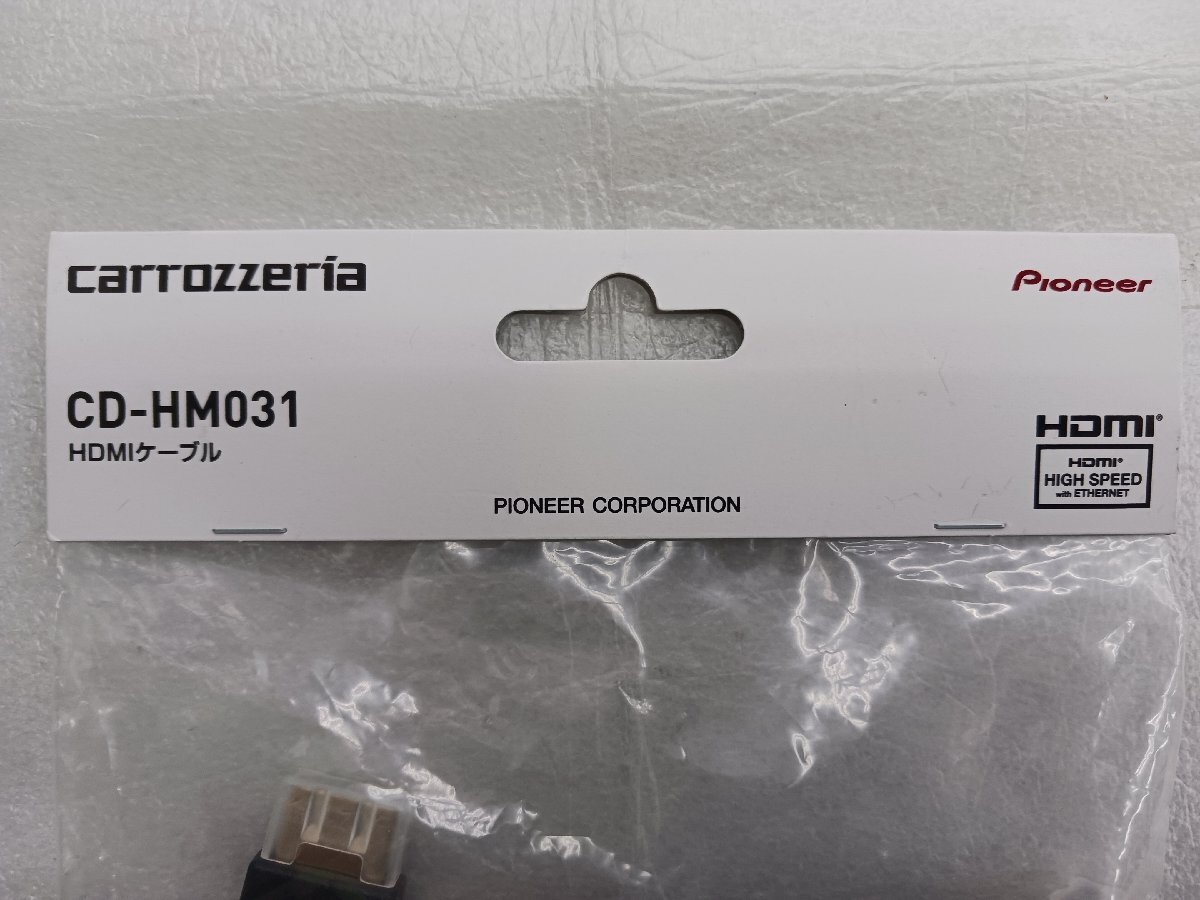 carrozzeria
Pioneer
CD-HM031
HDMIケーブル
HDMI®
HDMI®
HIGH SPEED
with ETHERNET
PIONEER CORPORATION